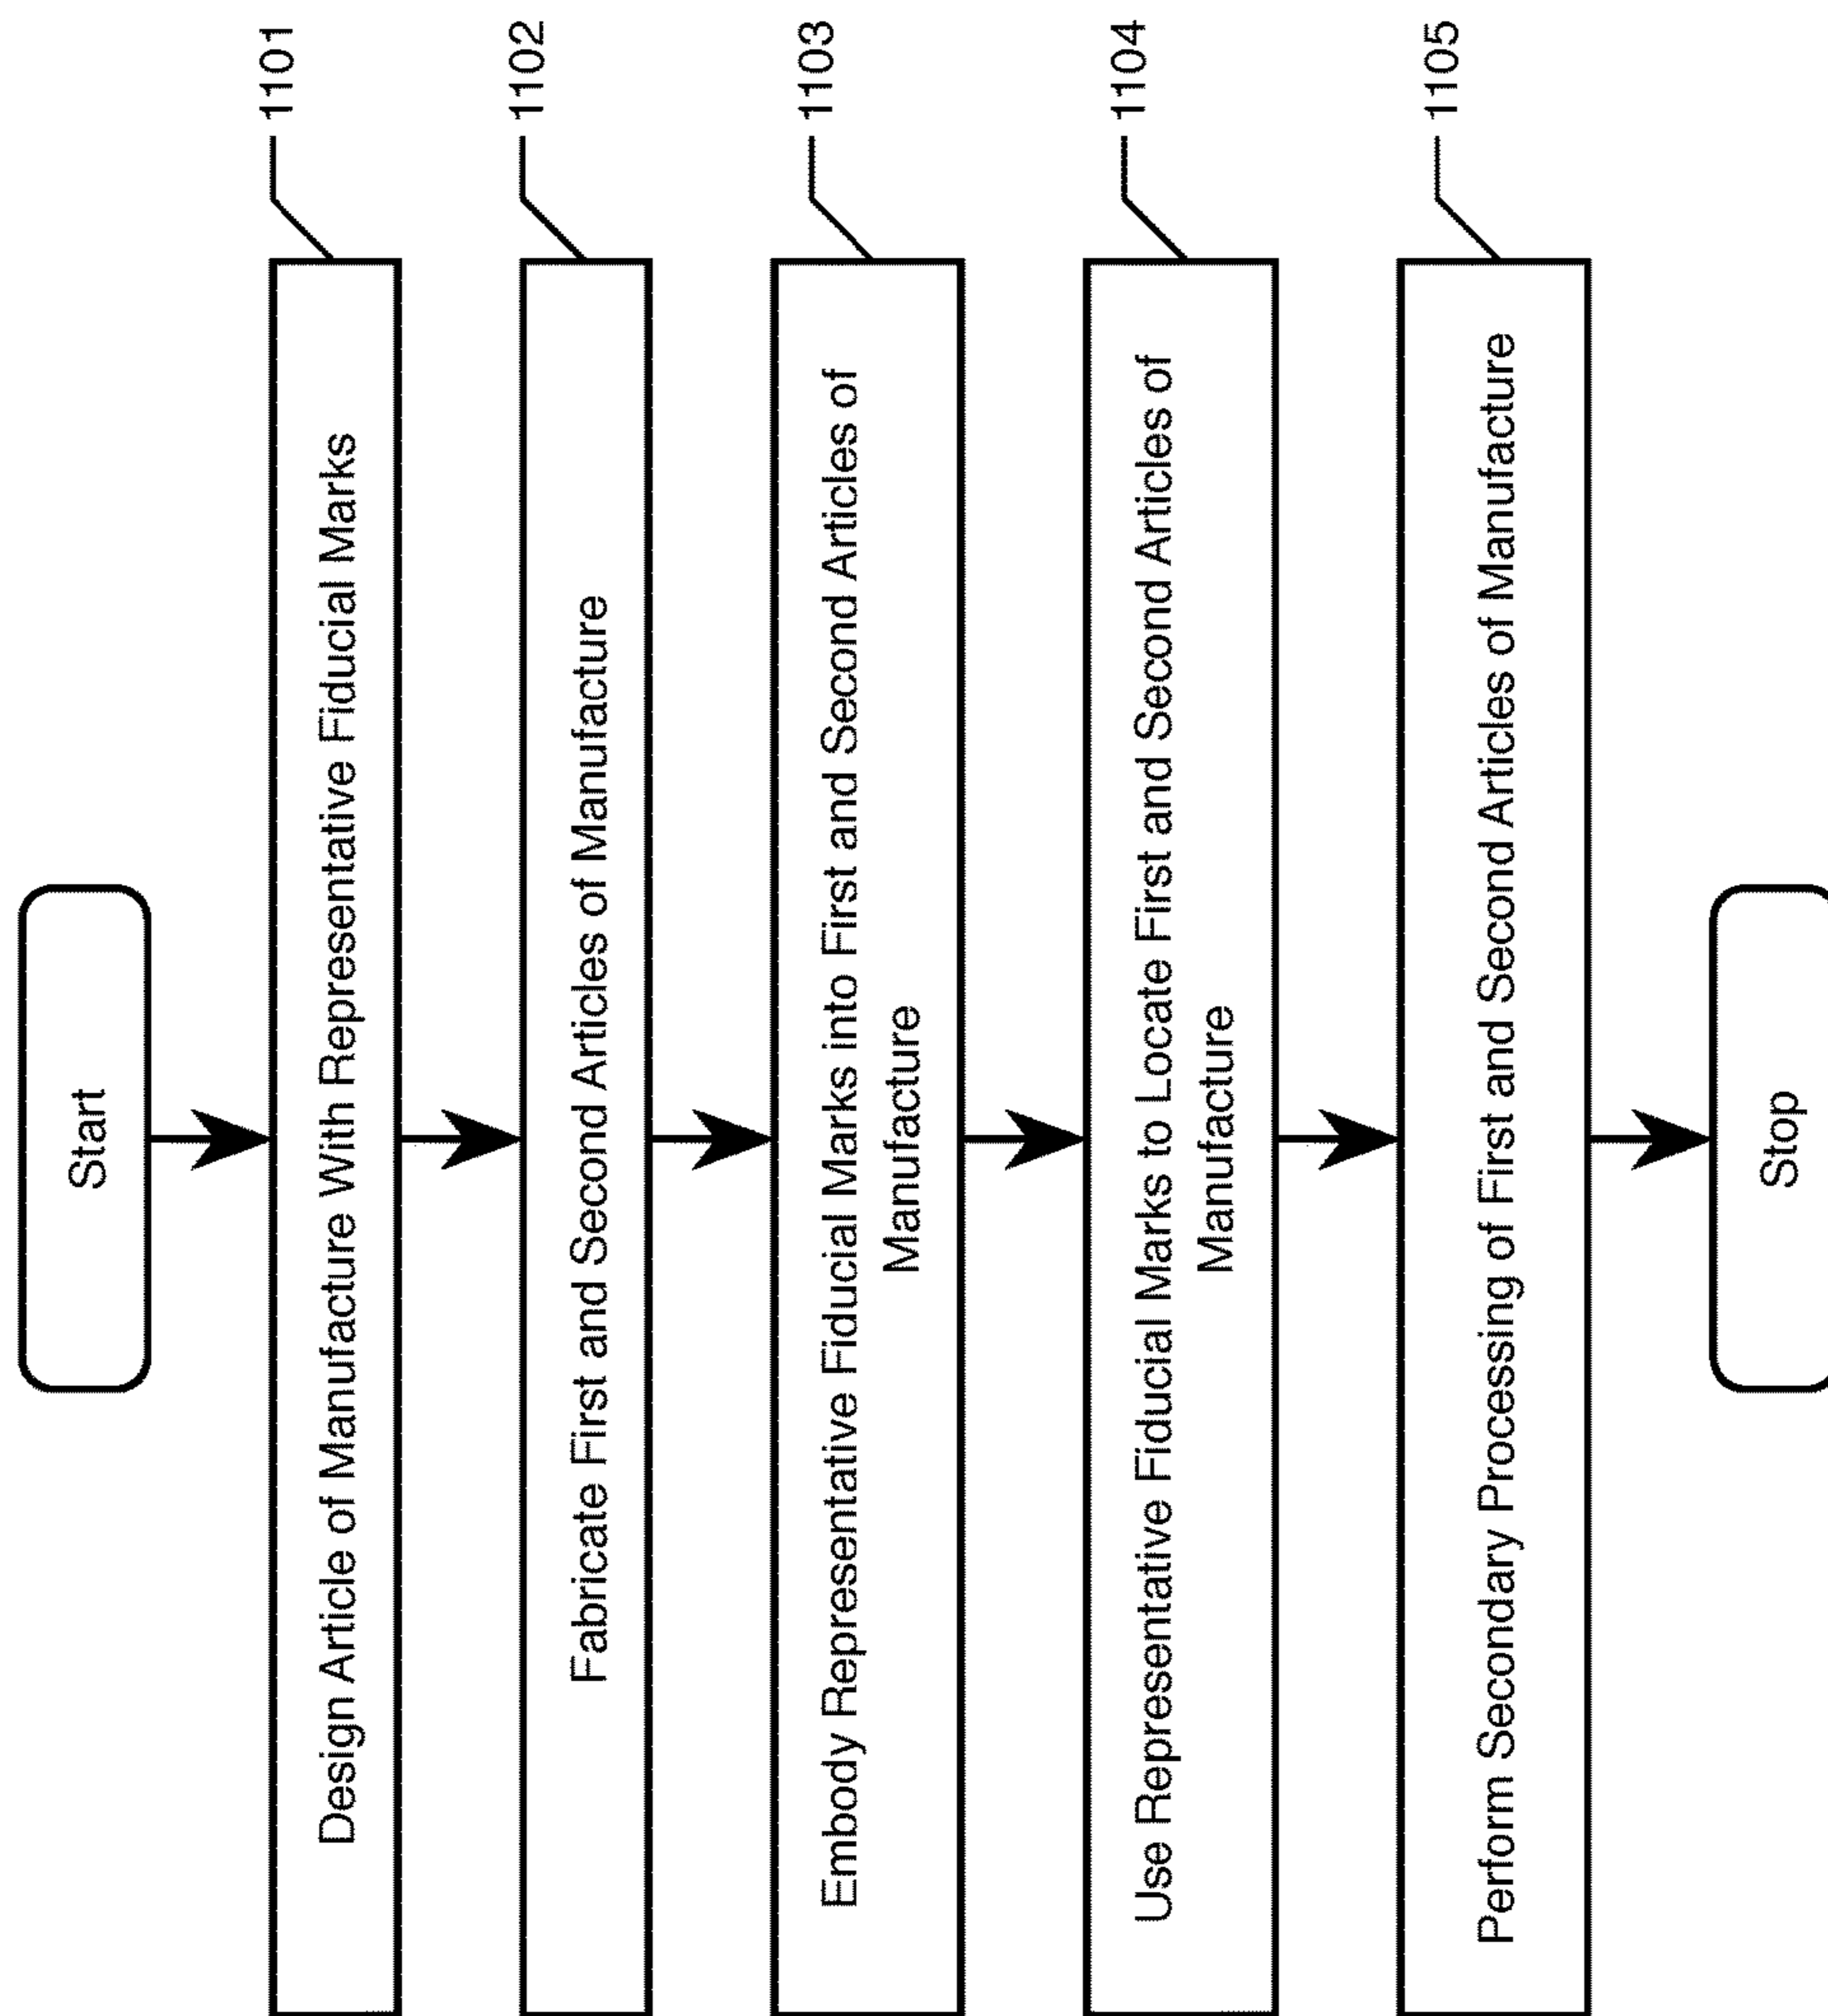 Start
Design Article of Manufacture With Representative Fiducial Marks
1101
Fabricate First and Second Articles of Manufacture
1102
Embody Representative Fiducial Marks into First and Second Articles of
Manufacture
1103
Use Representative Fiducial Marks to Locate First and Second Articles of
Manufacture
1104
Perform Secondary Processing of First and Second Articles of Manufacture
1105
Stop